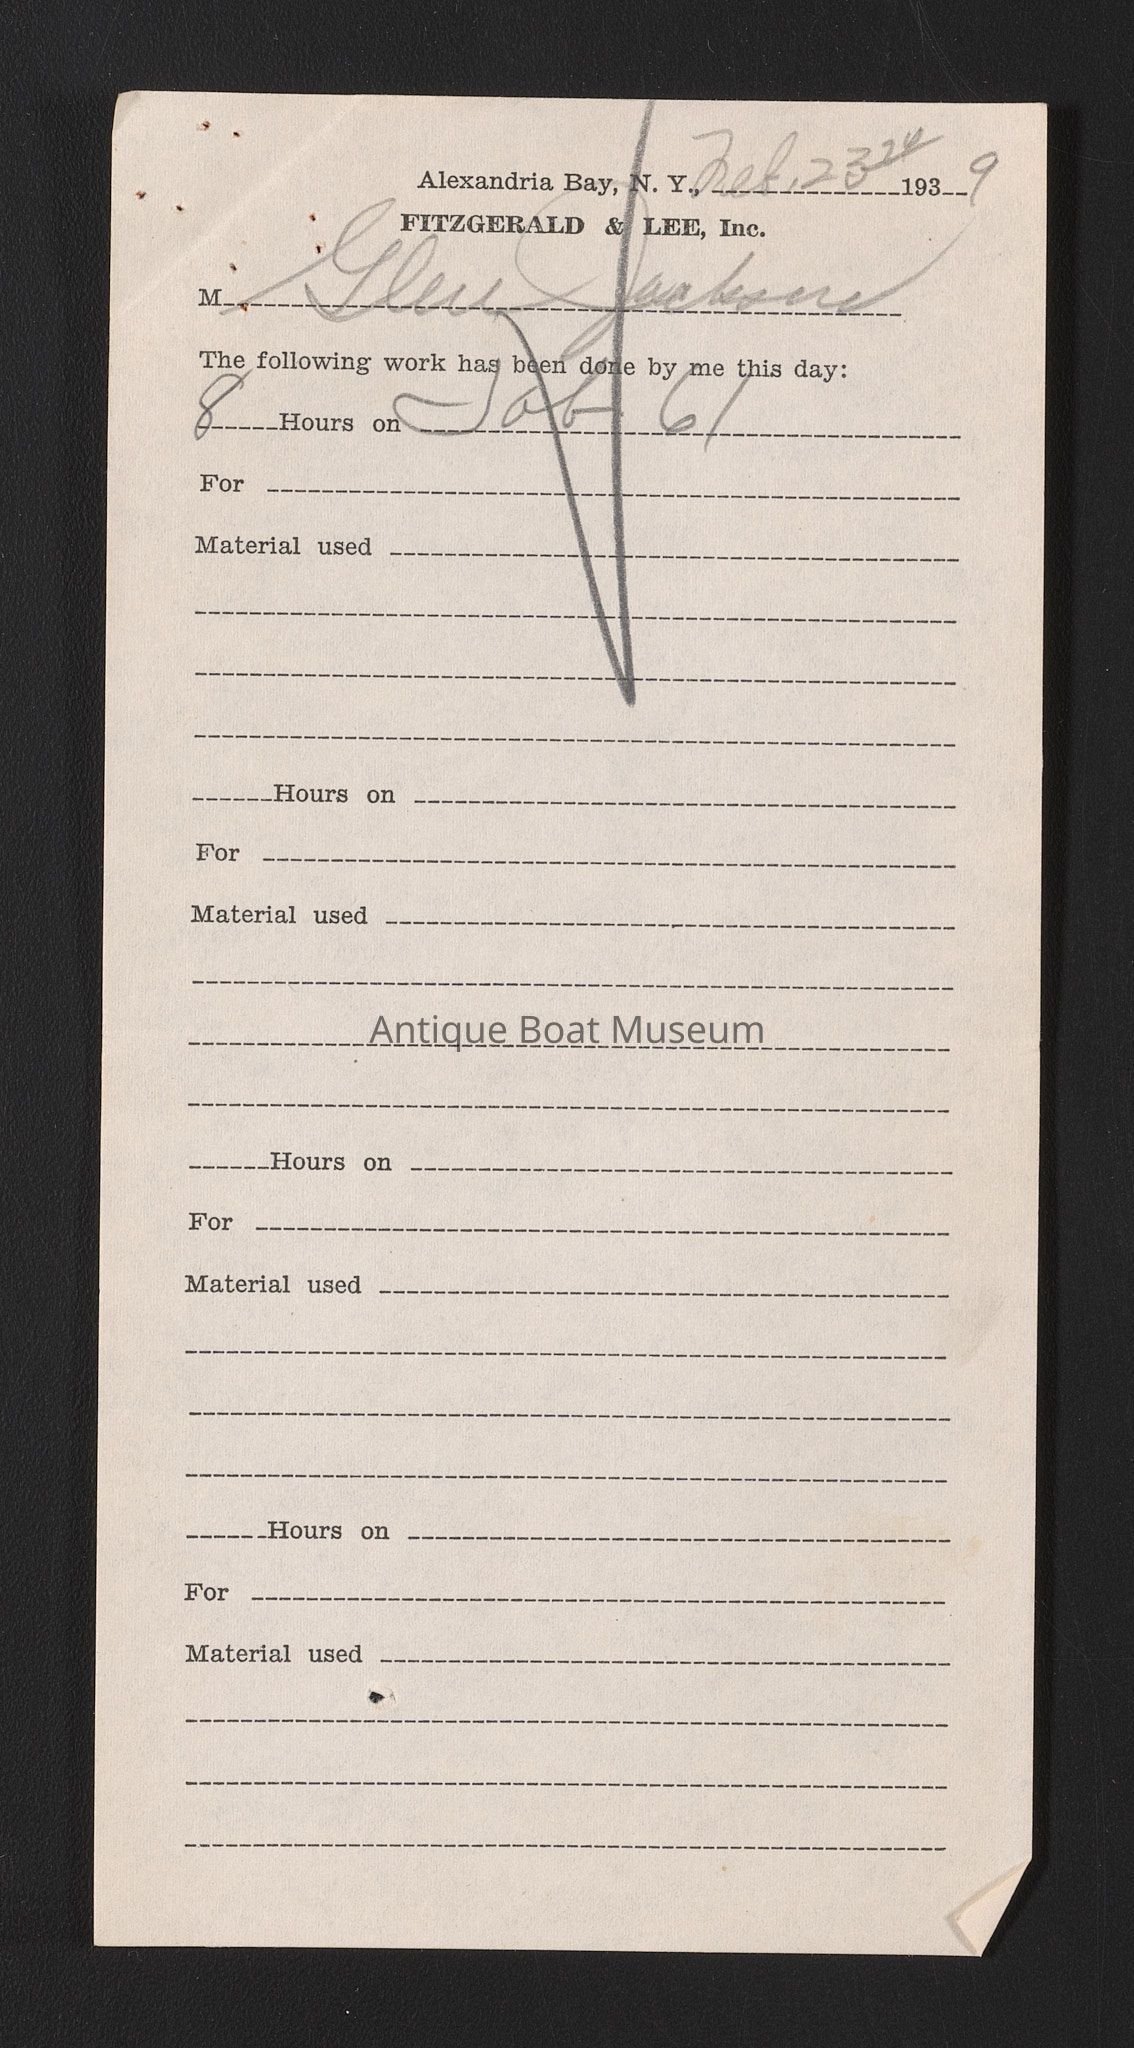 Alexandria Bay, N. Y., Feb. 23 24 1939
FITZGERALD & LEE, Inc.
M Glen Jackson
The following work has been done by me this day:
8 Hours on Job 61
For
Material used
Hours on
For
Material used
Antique Boat Museum
Hours on
For
Material used
Hours on
For
Material used